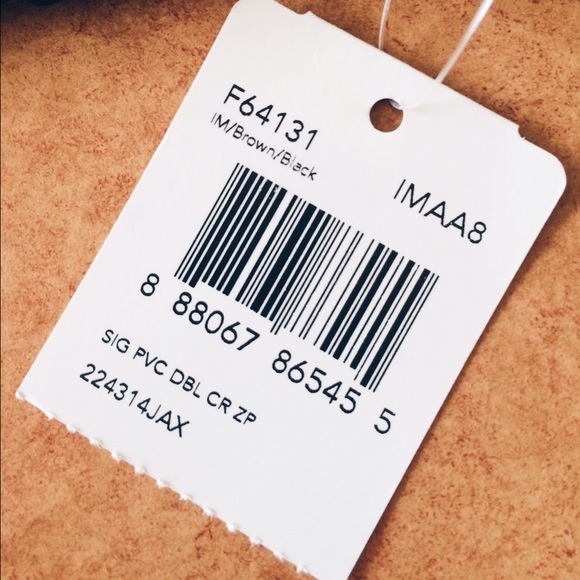 F64131
IM/Brown/Black
IMAA8
8 88067 86545 5
SIG PVC DBL CR ZP
224314JAX